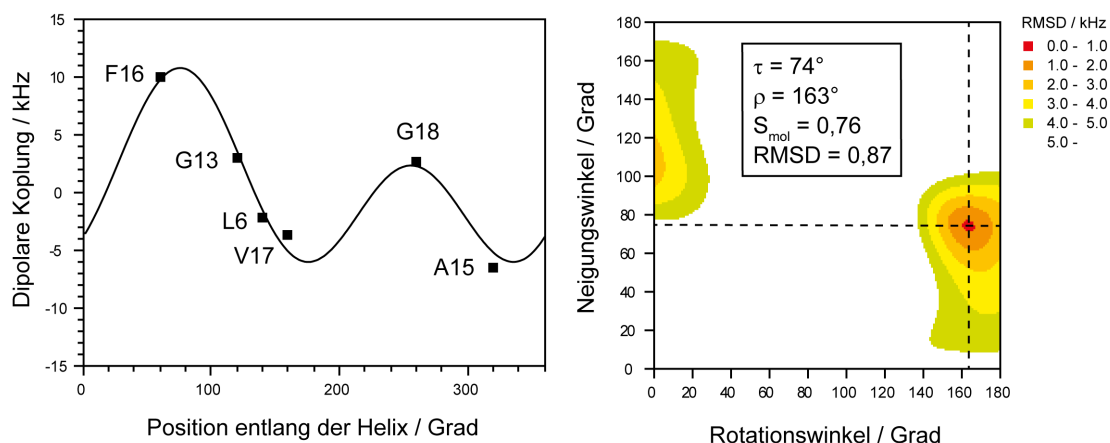 15
10
5
0
-5
-10
-15
0
100
200
300
Dipolare Koplung / kHz
Position entlang der Helix / Grad
F16
G13
L6
V17
G18
A15
180
160
140
120
100
80
60
40
20
0
0
20
40
60
80
100
120
140
160
180
Neigungswinkel / Grad
Rotationswinkel / Grad
τ = 74°
ρ = 163°
Smol = 0,76
RMSD = 0,87
RMSD / kHz
0.0 - 1.0
1.0 - 2.0
2.0 - 3.0
3.0 - 4.0
4.0 - 5.0
5.0 -